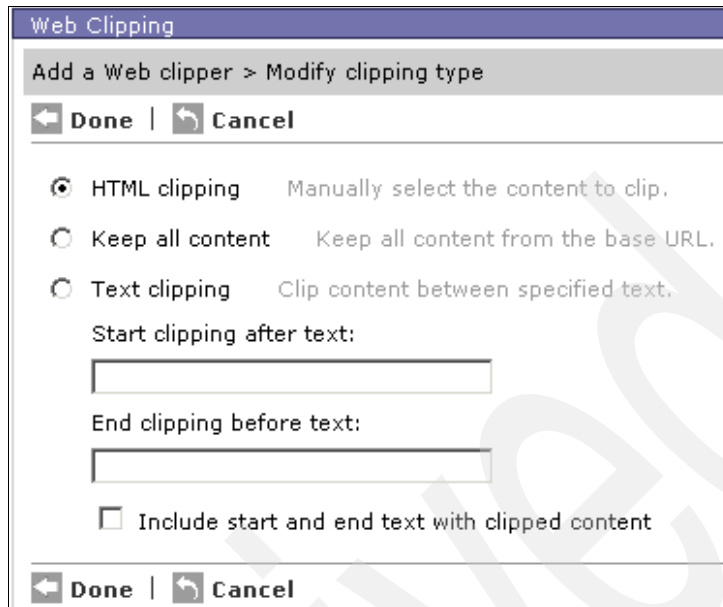 Web Clipping
Add a Web clipper > Modify clipping type
Done | Cancel
HTML clipping Manually select the content to clip.
Keep all content Keep all content from the base URL.
Text clipping Clip content between specified text.
Start clipping after text:
End clipping before text:
Include start and end text with clipped content
Done | Cancel